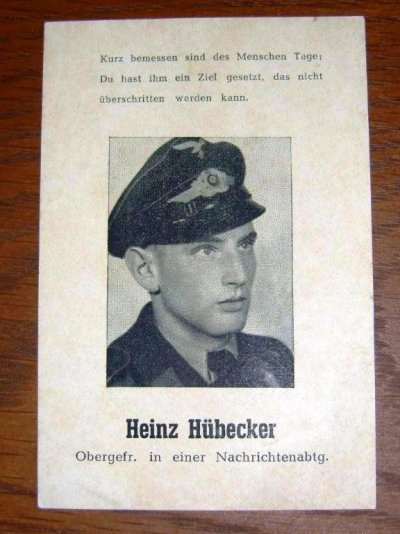 Kurz bemessen sind des Menschen Tage;
Du hast ihm ein Ziel gesetzt, das nicht
überschritten werden kann.
Heinz Hübecker
Obergefr. in einer Nachrichtenabtg.